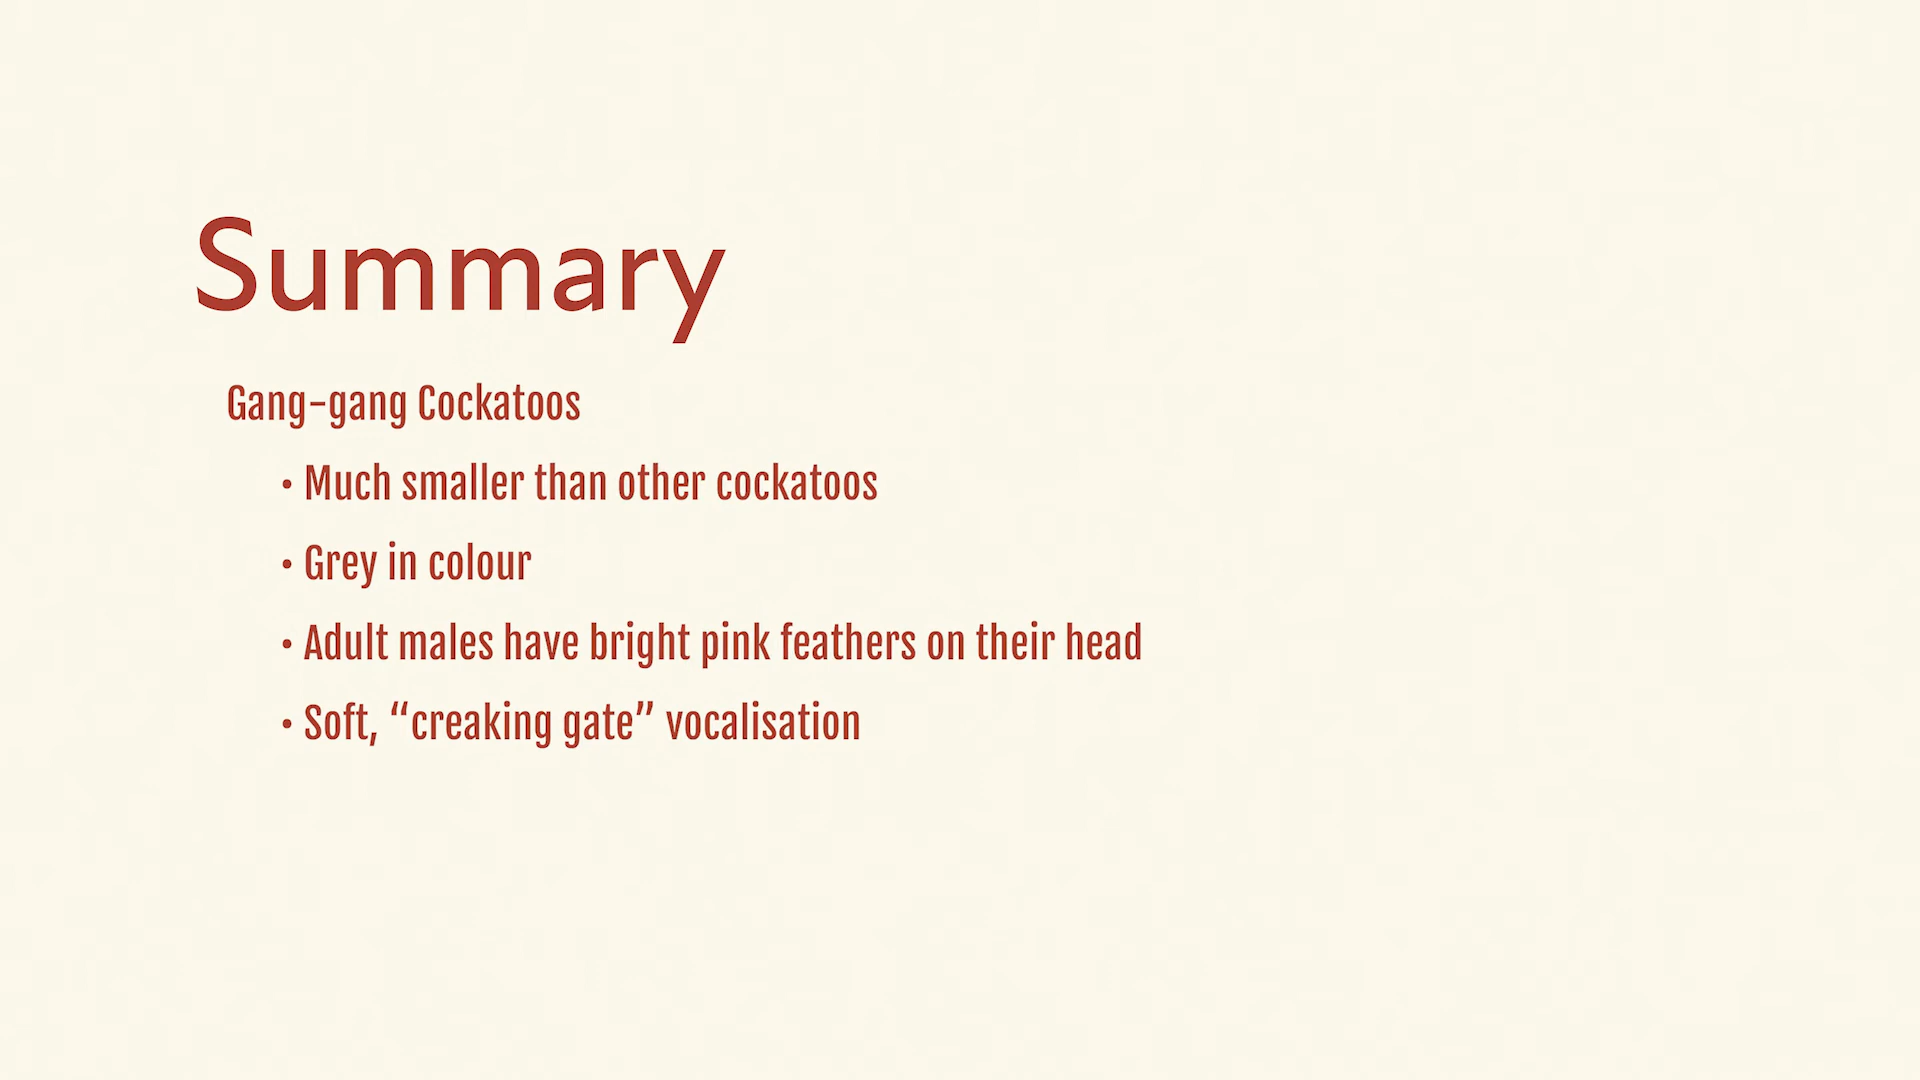 Summary
Gang-gang Cockatoos
• Much smaller than other cockatoos
• Grey in colour
• Adult males have bright pink feathers on their head
• Soft, “creaking gate” vocalisation